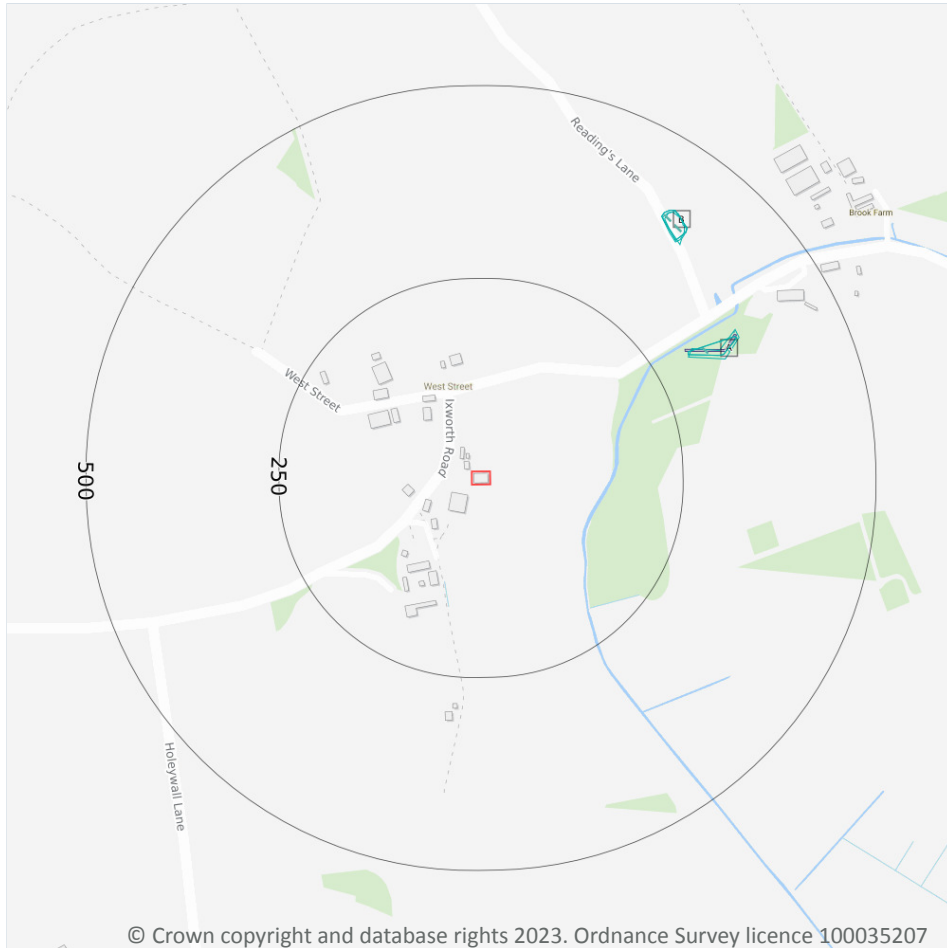 Reading's Lane
Brook Farm
B
A
West Street
West Street
Ixworth Road
500
250
Holeywall Lane
© Crown copyright and database rights 2023. Ordnance Survey licence 100035207